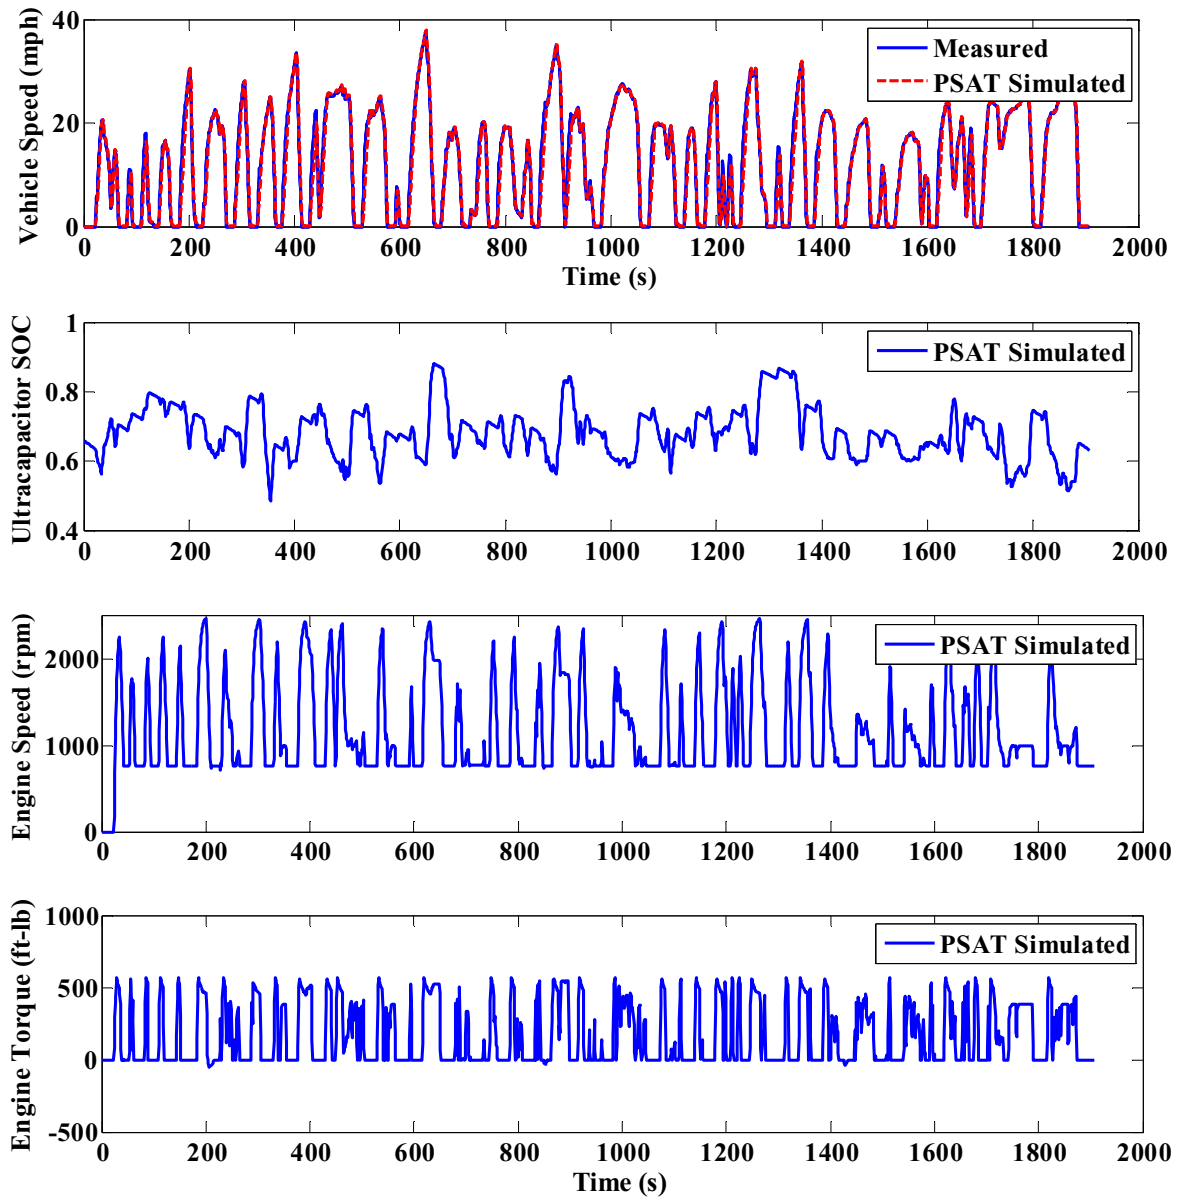 Vehicle Speed (mph)
40
20
0
Measured
PSAT Simulated
0 200 400 600 800 1000 1200 1400 1600 1800 2000
Time (s)
Ultracapacitor SOC
1
0.8
0.6
0.4
PSAT Simulated
0 200 400 600 800 1000 1200 1400 1600 1800 2000
Engine Speed (rpm)
2000
1000
0
PSAT Simulated
0 200 400 600 800 1000 1200 1400 1600 1800 2000
Engine Torque (ft-lb)
1000
500
0
-500
PSAT Simulated
0 200 400 600 800 1000 1200 1400 1600 1800 2000
Time (s)